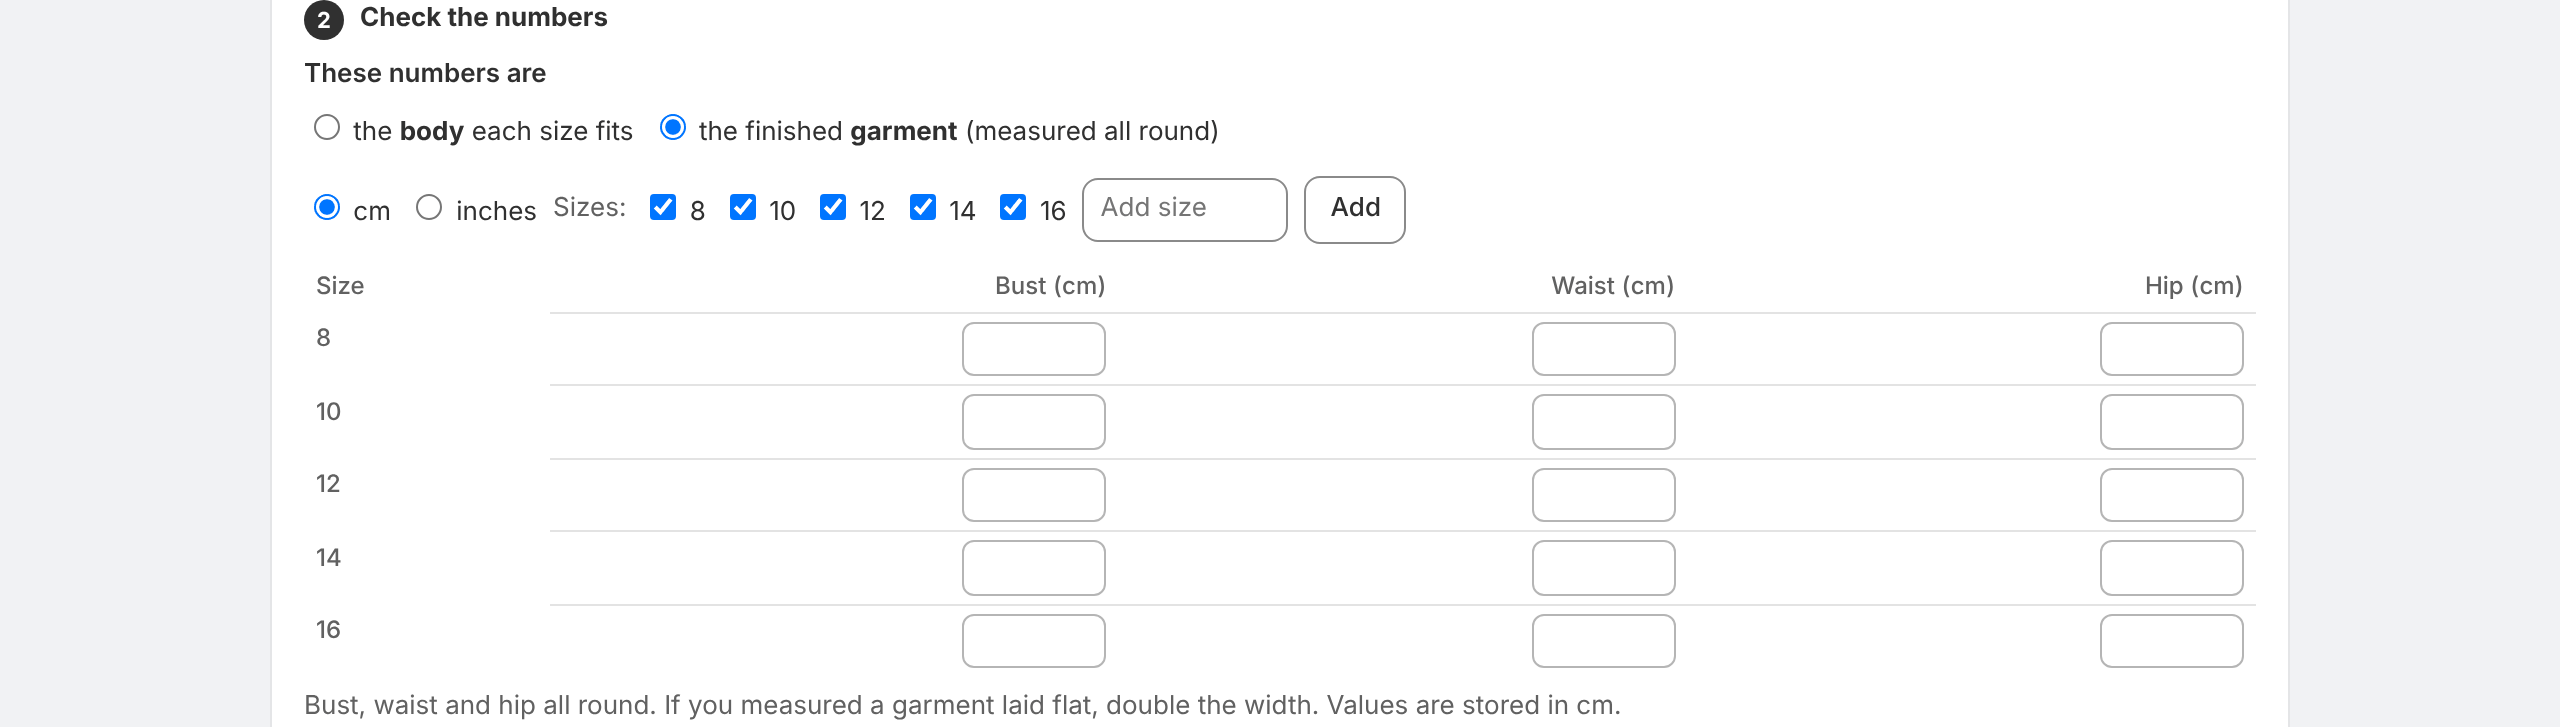 2 Check the numbers
These numbers are
the body each size fits the finished garment (measured all round)
cm inches Sizes: 8 10 12 14 16 Add size Add
Size Bust (cm) Waist (cm) Hip (cm)
8
10
12
14
16
Bust, waist and hip all round. If you measured a garment laid flat, double the width. Values are stored in cm.